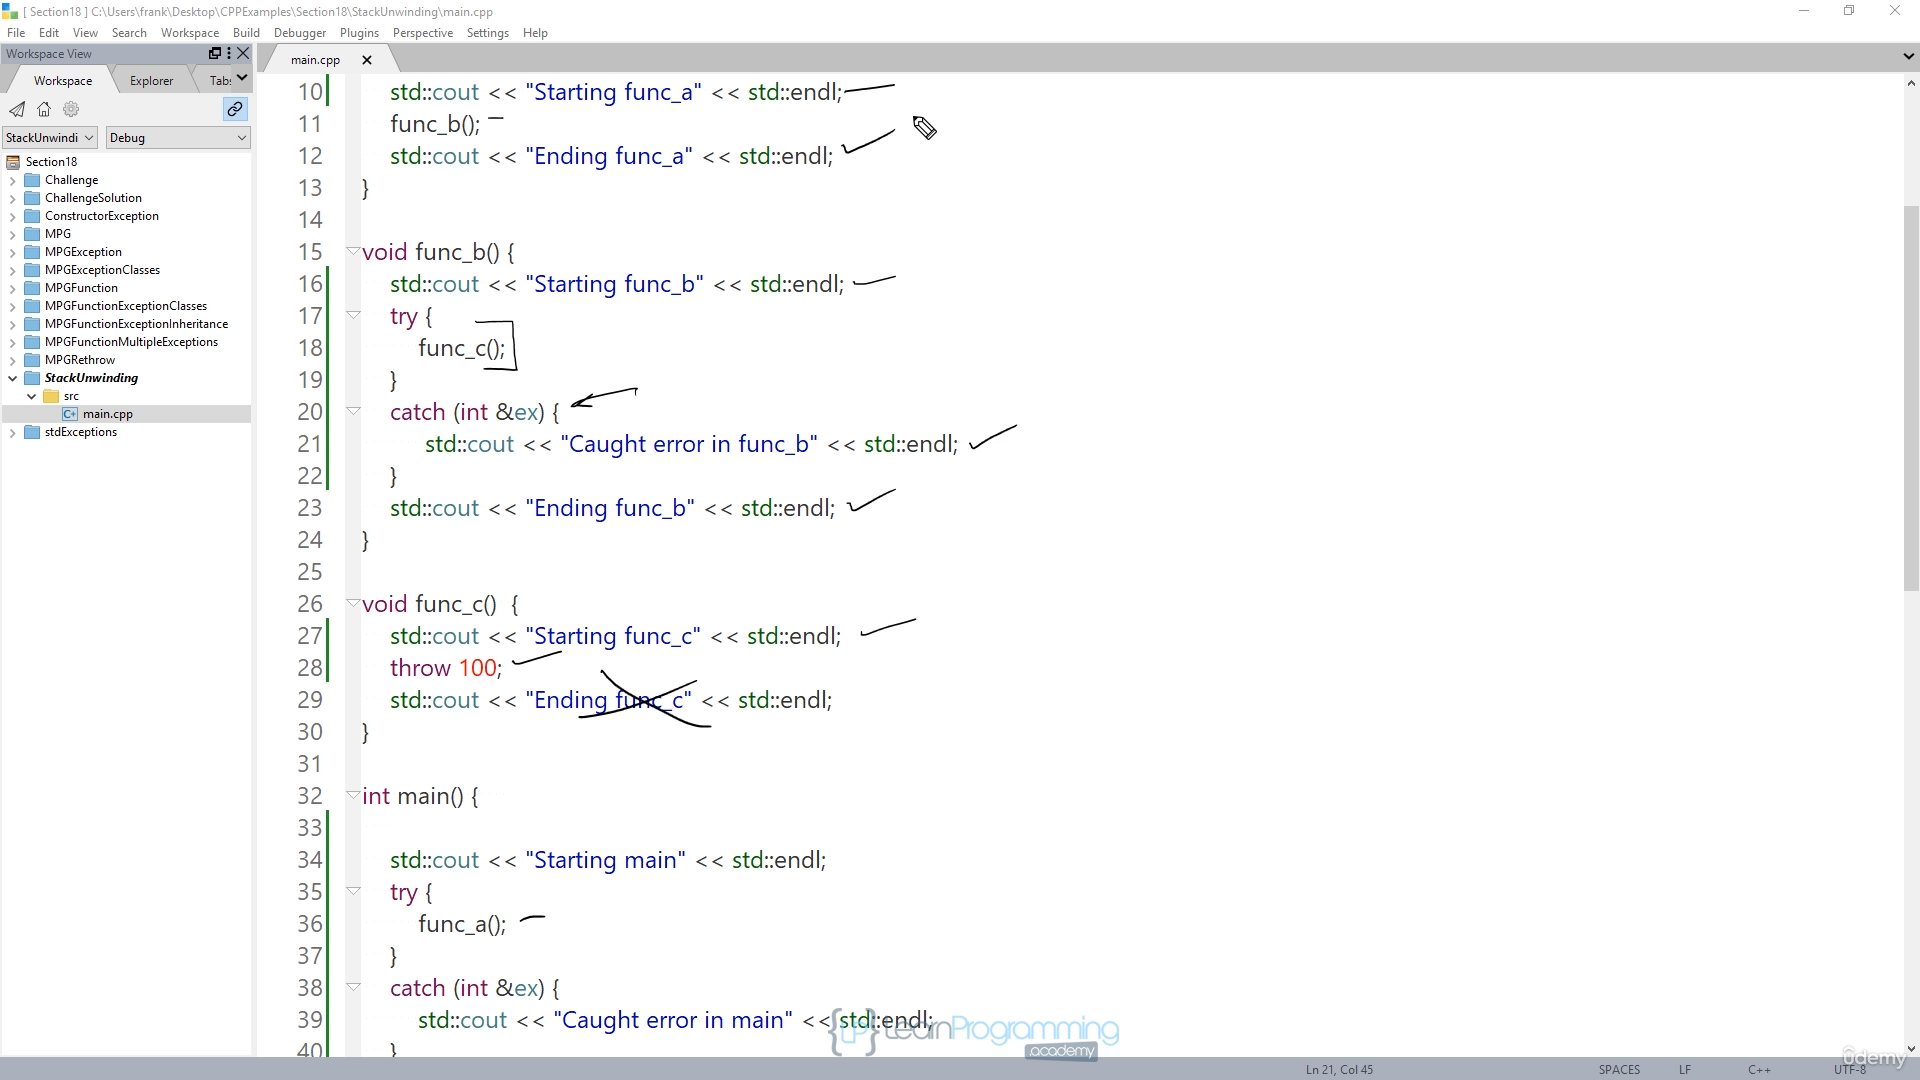 [ Section18 ] C:\Users\frank\Desktop\CPPExamples\Section18\StackUnwinding\main.cpp
File Edit View Search Workspace Build Debugger Plugins Perspective Settings Help
Workspace View
main.cpp
Workspace Explorer Tabs
StackUnwindi Debug
Section18
Challenge
ChallengeSolution
ConstructorException
MPG
MPGException
MPGExceptionClasses
MPGFunction
MPGFunctionExceptionClasses
MPGFunctionExceptionInheritance
MPGFunctionMultipleExceptions
MPGRethrow
StackUnwinding
src
main.cpp
stdExceptions
10 std::cout << "Starting func_a" << std::endl;
11 func_b();
12 std::cout << "Ending func_a" << std::endl;
13 }
14
15 void func_b() {
16 std::cout << "Starting func_b" << std::endl;
17 try {
18 func_c();
19 }
20 catch (int &ex) {
21 std::cout << "Caught error in func_b" << std::endl;
22 }
23 std::cout << "Ending func_b" << std::endl;
24 }
25
26 void func_c() {
27 std::cout << "Starting func_c" << std::endl;
28 throw 100;
29 std::cout << "Ending func_c" << std::endl;
30 }
31
32 int main() {
33
34 std::cout << "Starting main" << std::endl;
35 try {
36 func_a();
37 }
38 catch (int &ex) {
39 std::cout << "Caught error in main" << std::endl;
40 }
{LP} LearnProgramming
.academy
ûdemy
Ln 21, Col 45 SPACES LF C++ UTF-8